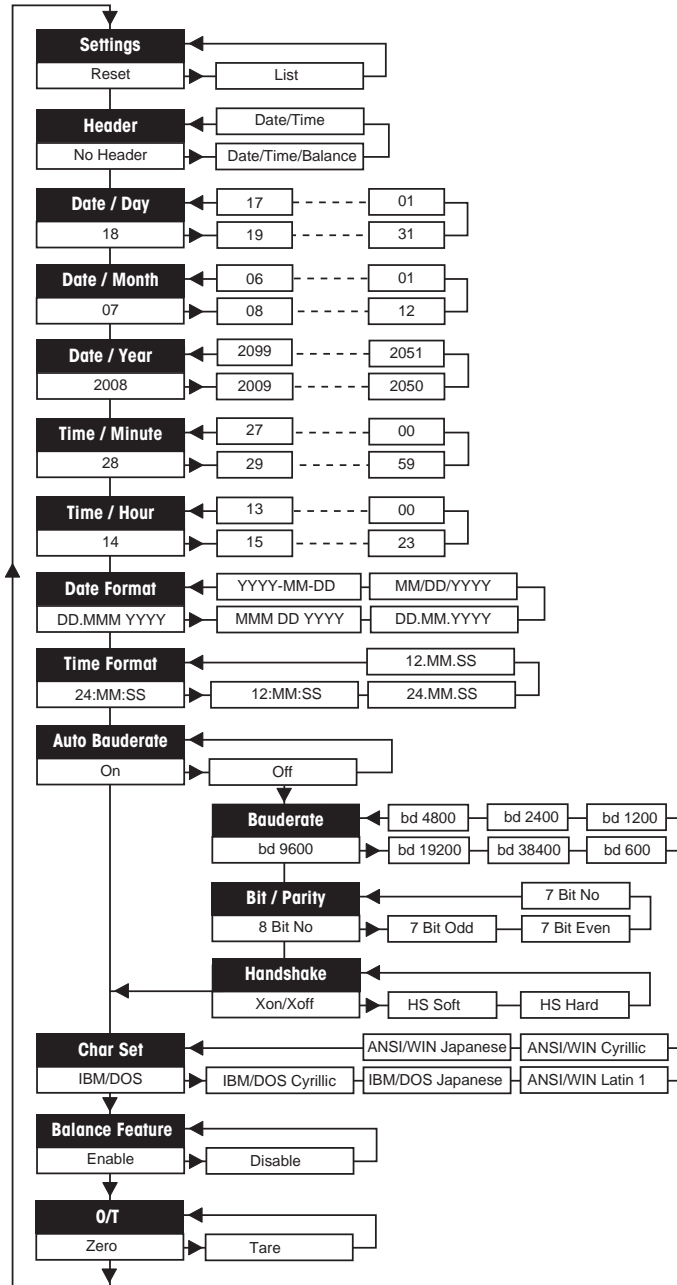 Settings
Reset List
Header Date/Time
No Header Date/Time/Balance
Date / Day 17 01
18 19 31
Date / Month 06 01
07 08 12
Date / Year 2099 2051
2008 2009 2050
Time / Minute 27 00
28 29 59
Time / Hour 13 00
14 15 23
Date Format YYYY-MM-DD MM/DD/YYYY
DD.MMM YYYY MMM DD YYYY DD.MM.YYYY
Time Format 12.MM.SS
24:MM:SS 12:MM:SS 24.MM.SS
Auto Bauderate
On Off
Bauderate bd 4800 bd 2400 bd 1200
bd 9600 bd 19200 bd 38400 bd 600
Bit / Parity 7 Bit No
8 Bit No 7 Bit Odd 7 Bit Even
Handshake
Xon/Xoff HS Soft HS Hard
Char Set ANSI/WIN Japanese ANSI/WIN Cyrillic
IBM/DOS IBM/DOS Cyrillic IBM/DOS Japanese ANSI/WIN Latin 1
Balance Feature
Enable Disable
O/T
Zero Tare